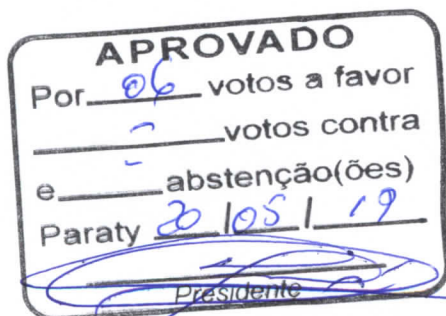 APROVADO
Por 06 votos a favor
- votos contra
e - abstenção(ões)
Paraty 20/05/19
Presidente